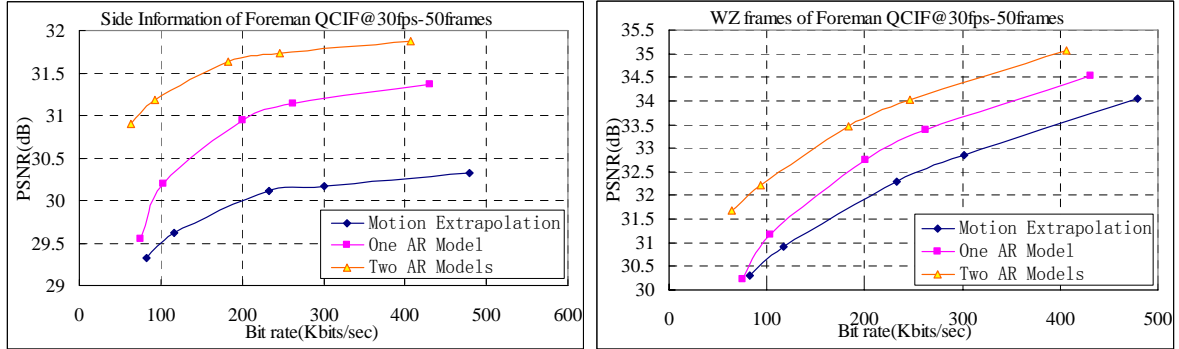 Side Information of Foreman QCIF@30fps-50frames
32
31.5
31
30.5
30
29.5
29
PSNR(dB)
0 100 200 300 400 500 600
Bit rate(Kbits/sec)
Motion Extrapolation
One AR Model
Two AR Models
WZ frames of Foreman QCIF@30fps-50frames
35.5
35
34.5
34
33.5
33
32.5
32
31.5
31
30.5
30
PSNR(dB)
0 100 200 300 400 500
Bit rate(Kbits/sec)
Motion Extrapolation
One AR Model
Two AR Models